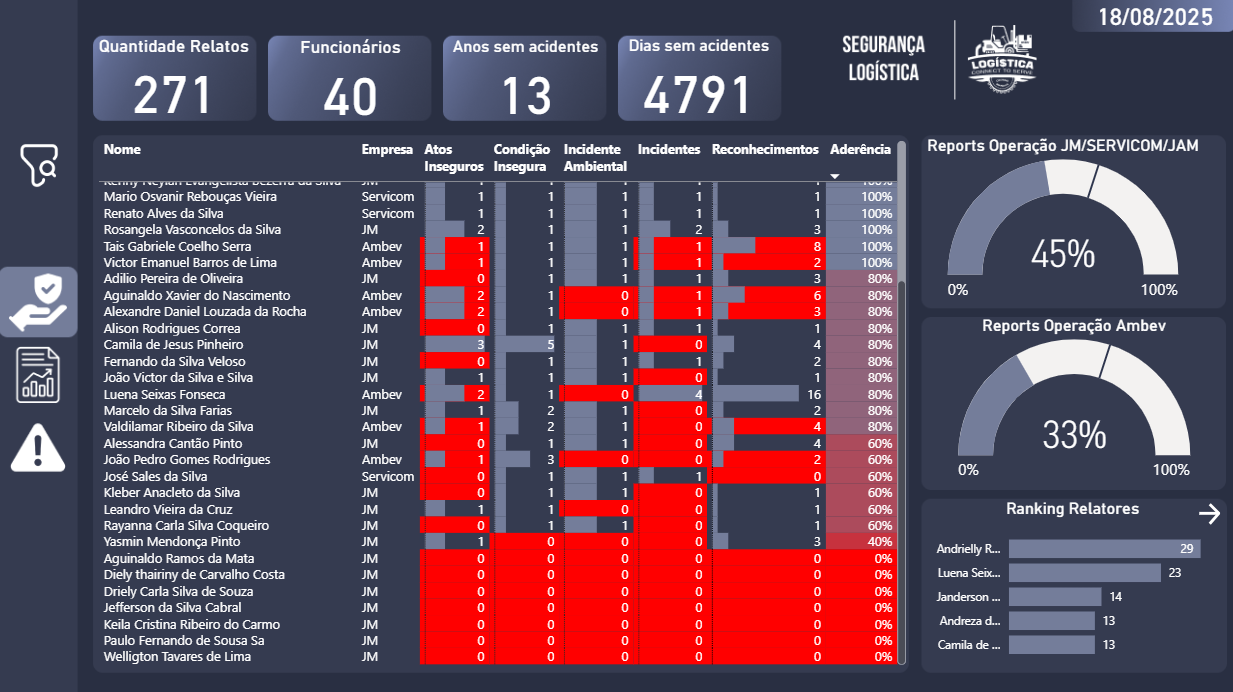 18/08/2025
Quantidade Relatos
271
Funcionários
40
Anos sem acidentes
13
Dias sem acidentes
4791
SEGURANÇA
LOGÍSTICA
LOGÍSTICA
CONNECT TO SERVE
Nome Empresa Atos Inseguros Condição Insegura Incidente Ambiental Incidentes Reconhecimentos Aderência
Kenny Neylan Evangelista Bezerra da Silva JM 1 1 1 1 1 100%
Mario Osvanir Rebouças Vieira Servicom 1 1 1 1 1 100%
Renato Alves da Silva Servicom 1 1 1 1 1 100%
Rosangela Vasconcelos da Silva JM 2 1 1 2 3 100%
Tais Gabriele Coelho Serra Ambev 1 1 1 1 8 100%
Victor Emanuel Barros de Lima Ambev 1 1 1 1 2 100%
Adilio Pereira de Oliveira JM 0 1 1 1 3 80%
Aguinaldo Xavier do Nascimento Ambev 2 1 0 1 6 80%
Alexandre Daniel Louzada da Rocha Ambev 2 1 0 1 3 80%
Alison Rodrigues Correa JM 0 1 1 1 1 80%
Camila de Jesus Pinheiro JM 3 5 1 0 4 80%
Fernando da Silva Veloso JM 0 1 1 1 2 80%
João Victor da Silva e Silva JM 1 1 1 0 1 80%
Luena Seixas Fonseca Ambev 2 1 0 4 16 80%
Marcelo da Silva Farias JM 1 2 1 0 2 80%
Valdilamar Ribeiro da Silva Ambev 1 2 1 0 4 80%
Alessandra Cantão Pinto JM 0 1 1 0 4 60%
João Pedro Gomes Rodrigues Ambev 1 3 0 0 2 60%
José Sales da Silva Servicom 0 1 1 1 0 60%
Kleber Anacleto da Silva JM 0 1 1 0 1 60%
Leandro Vieira da Cruz JM 1 1 0 0 1 60%
Rayanna Carla Silva Coqueiro JM 0 1 1 0 1 60%
Yasmin Mendonça Pinto JM 1 0 0 0 3 40%
Aguinaldo Ramos da Mata JM 0 0 0 0 0 0%
Diely thairiny de Carvalho Costa JM 0 0 0 0 0 0%
Driely Carla Silva de Souza JM 0 0 0 0 0 0%
Jefferson da Silva Cabral JM 0 0 0 0 0 0%
Keila Cristina Ribeiro do Carmo JM 0 0 0 0 0 0%
Paulo Fernando de Sousa Sa JM 0 0 0 0 0 0%
Welligton Tavares de Lima JM 0 0 0 0 0 0%
Reports Operação JM/SERVICOM/JAM
45%
0% 100%
Reports Operação Ambev
33%
0% 100%
Ranking Relatores
Andrielly R... 29
Luena Seix... 23
Janderson ... 14
Andreza d... 13
Camila de ... 13